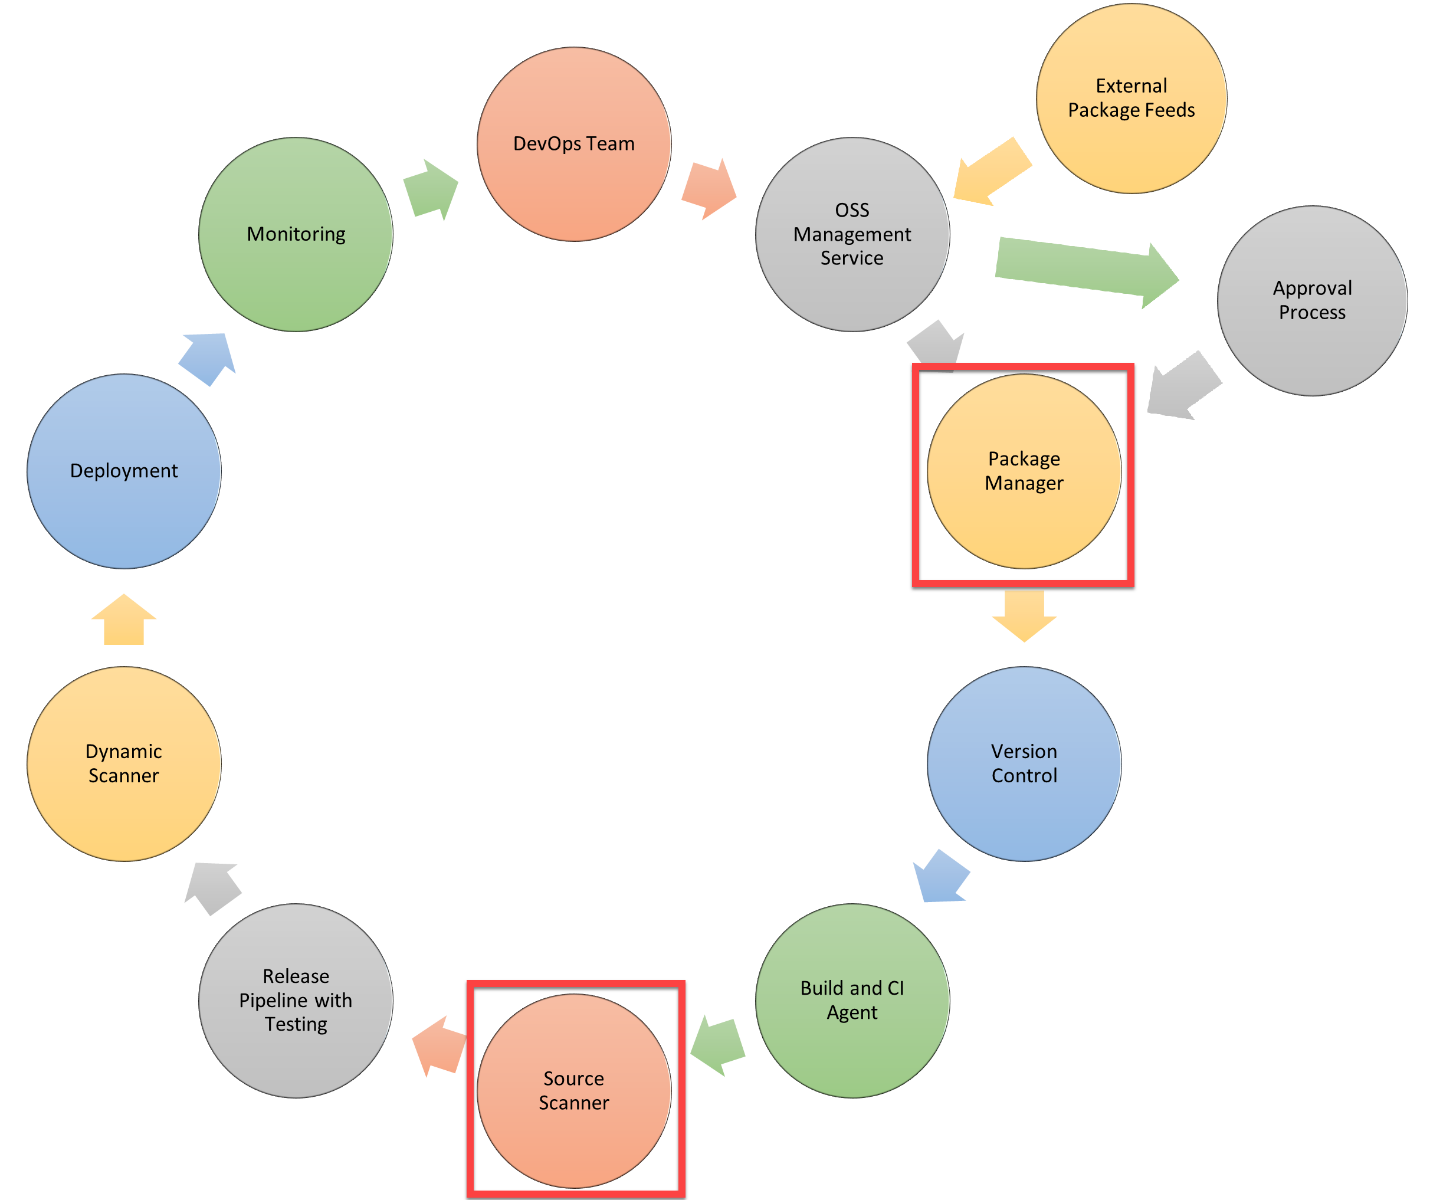 External
Package Feeds
DevOps Team
OSS
Management
Service
Monitoring
Approval
Process
Package
Manager
Deployment
Version
Control
Dynamic
Scanner
Build and CI
Agent
Release
Pipeline with
Testing
Source
Scanner